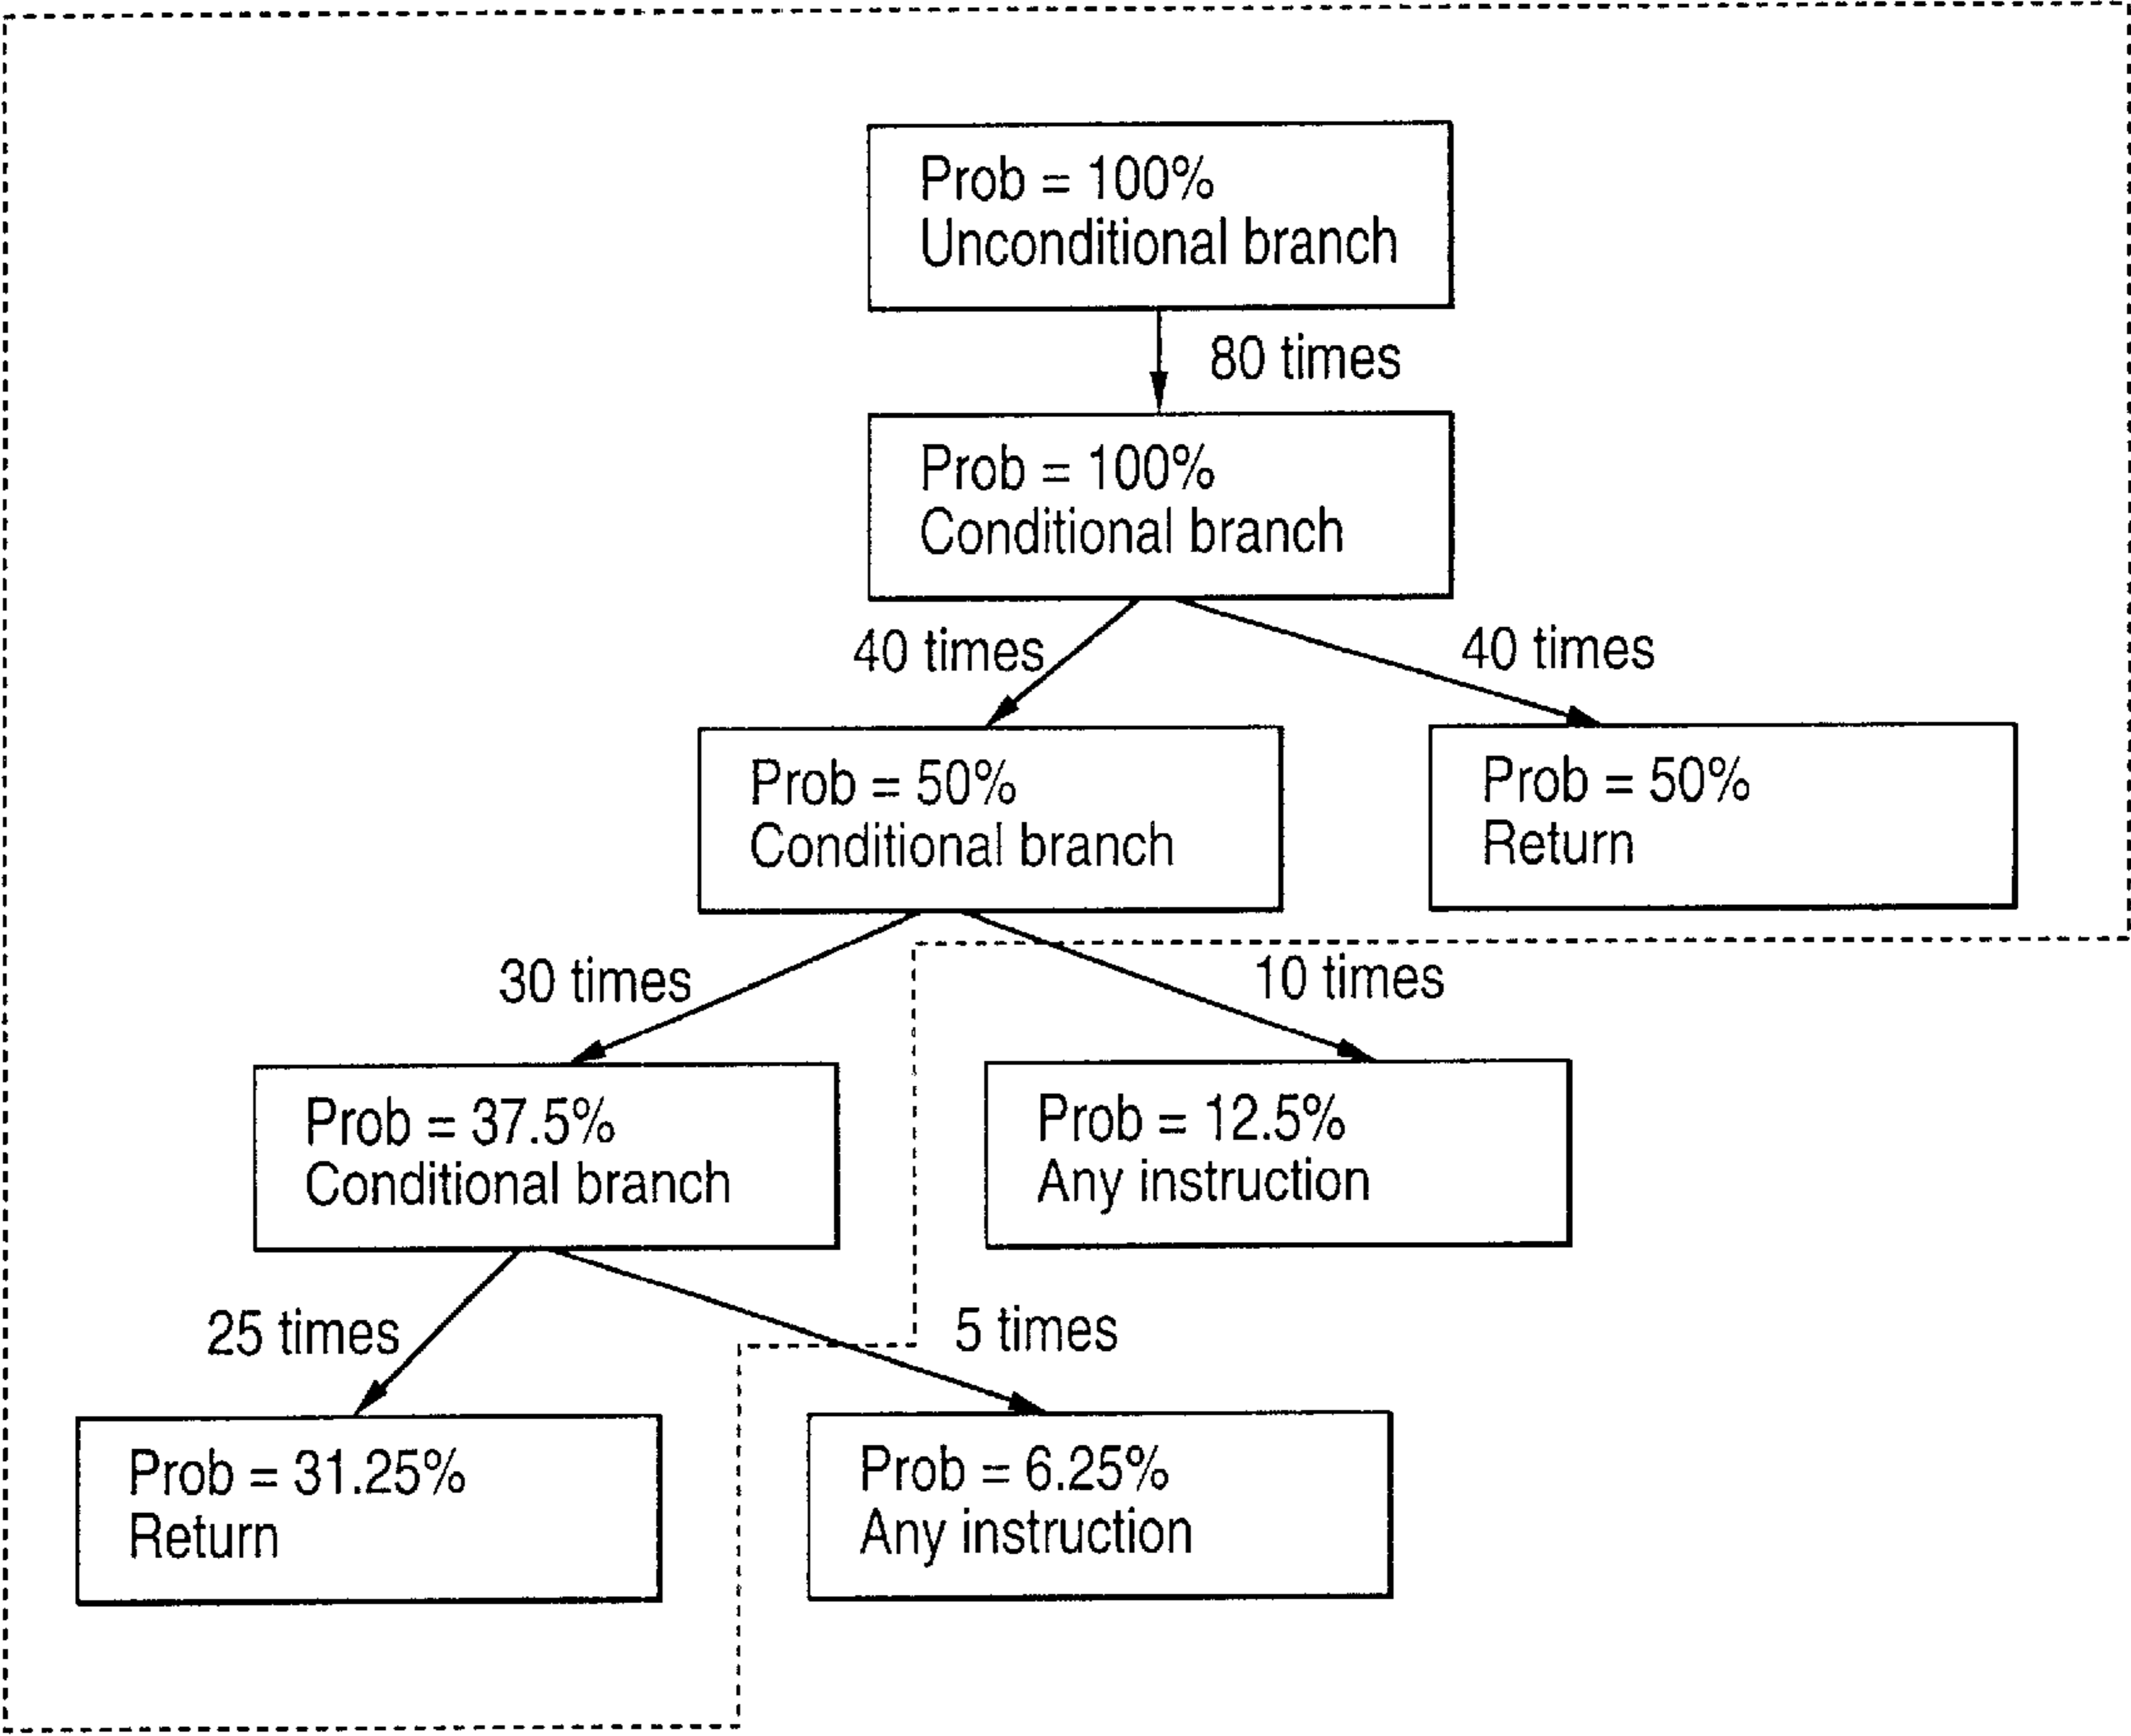 Prob = 100%
Unconditional branch
80 times
Prob = 100%
Conditional branch
40 times
40 times
Prob = 50%
Conditional branch
Prob = 50%
Return
30 times
10 times
Prob = 37.5%
Conditional branch
Prob = 12.5%
Any instruction
25 times
5 times
Prob = 31.25%
Return
Prob = 6.25%
Any instruction